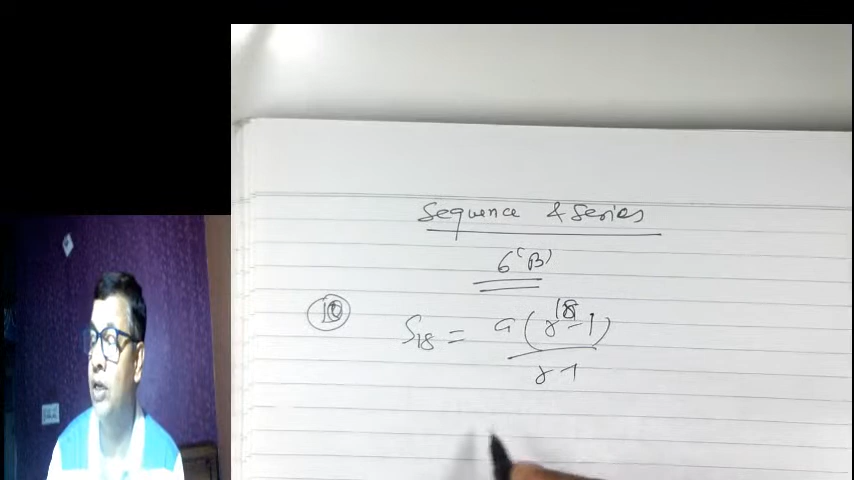 Sequence & Series
6(B)
10 S18 = a(r^18 - 1)
r-1